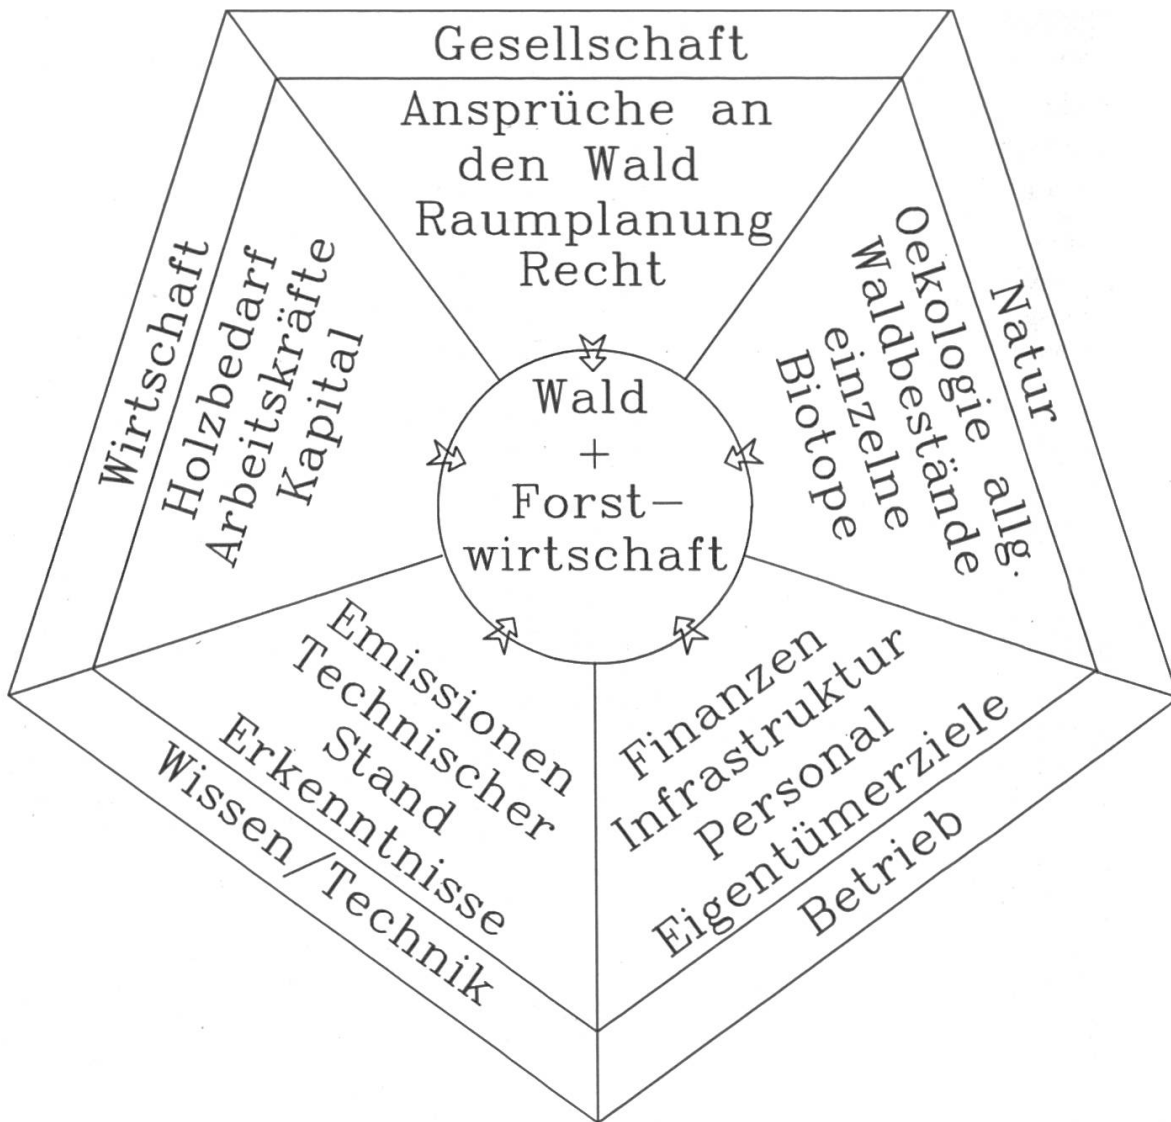 Gesellschaft
Ansprüche an
den Wald
Raumplanung
Recht
Natur
Oekologie allg.
Waldbestände
einzelne
Biotope
Betrieb
Eigentümerziele
Personal
Infrastruktur
Finanzen
Wissen/Technik
Erkenntnisse
Stand
Technischer
Emissionen
Wirtschaft
Holzbedarf
Arbeitskräfte
Kapital
Wald
+
Forst-
wirtschaft